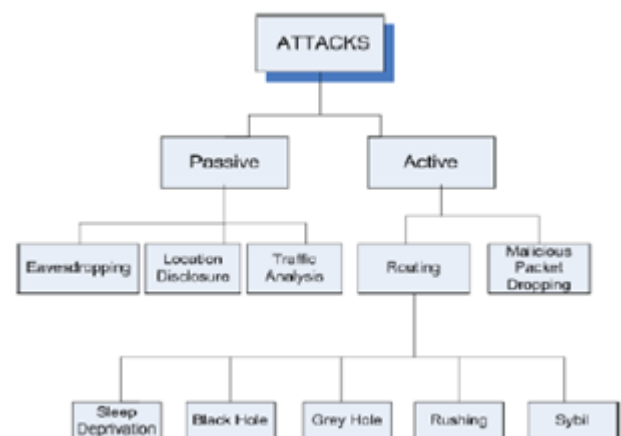 ATTACKS
Passive
Active
Eavesdropping
Location
Disclosure
Traffic
Analysis
Routing
Malicious
Packet
Dropping
Sleep
Deprivation
Black Hole
Grey Hole
Rushing
Sybil